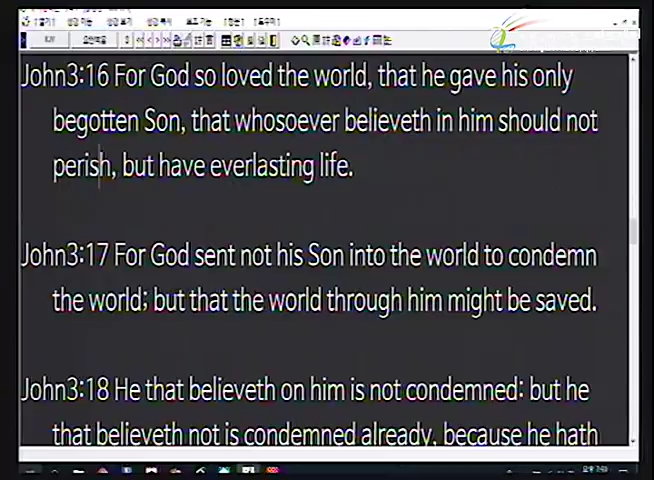 KJV
John3:16 For God so loved the world, that he gave his only
begotten Son, that whosoever believeth in him should not
perish, but have everlasting life.
John3:17 For God sent not his Son into the world to condemn
the world; but that the world through him might be saved.
John3:18 He that believeth on him is not condemned: but he
that believeth not is condemned already, because he hath